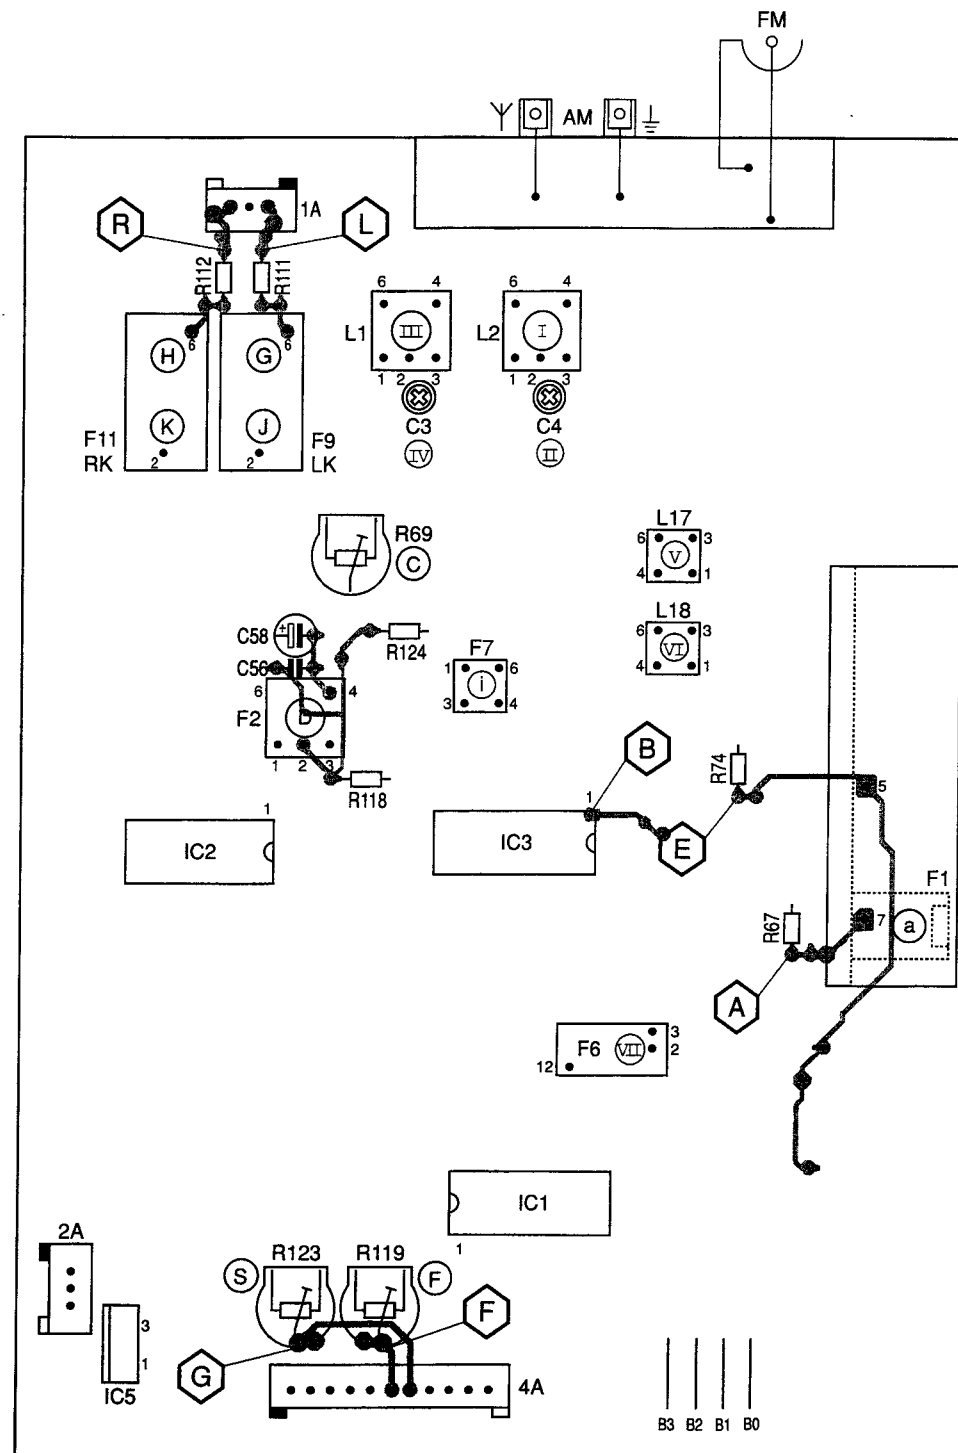 FM
AM
1A
R
L
R112
R111
6
6
H
G
K
J
2
2
F11
RK
F9
LK
6 4
L1
III
1 2 3
C3
IV
6 4
L2
I
1 2 3
C4
II
R69
C
L17
6 3
V
4 1
L18
6 3
VI
4 1
C58
+
C56
R124
F7
1 6
i
3 4
6 4
F2
D
1 2 3
R118
B
R74
5
1
IC2
1
IC3
E
F1
R67
7
a
A
F6
VII
3
2
12
IC1
1
2A
R123
R119
S
F
F
3
1
IC5
G
4A
B3 B2 B1 B0